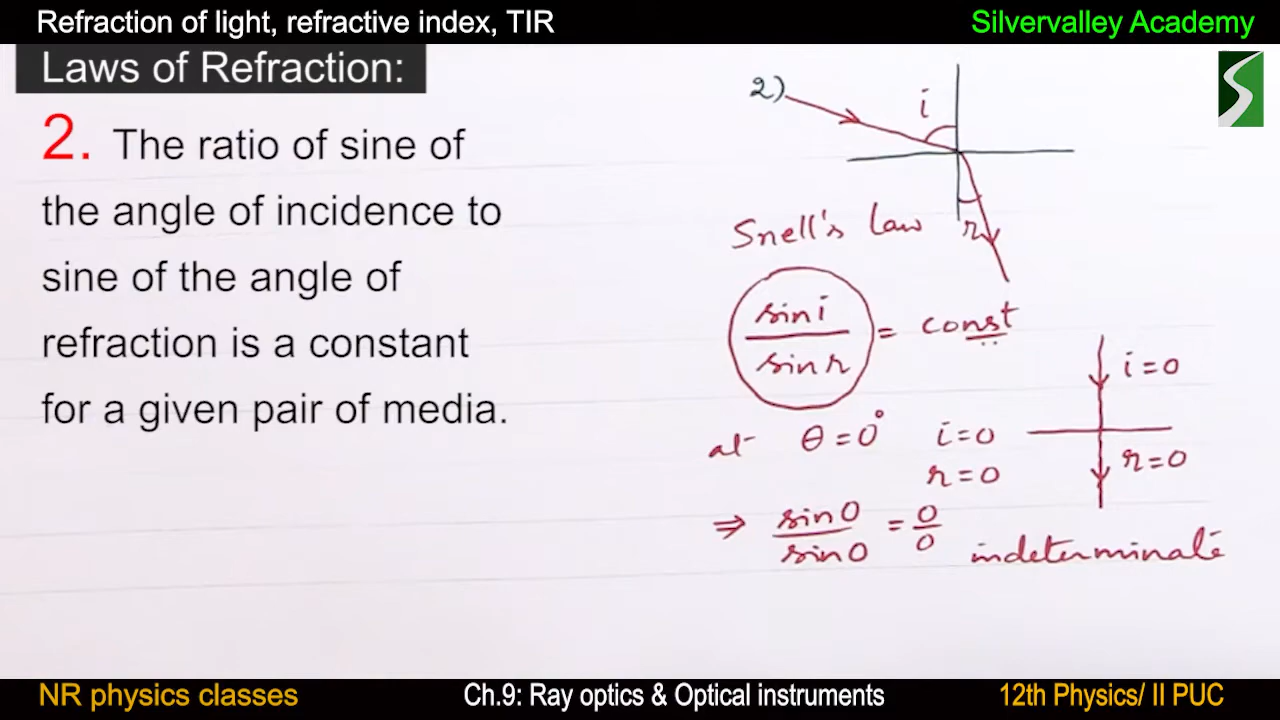 Refraction of light, refractive index, TIR
Silvervalley Academy
Laws of Refraction:
2. The ratio of sine of
the angle of incidence to
sine of the angle of
refraction is a constant
for a given pair of media.
2)
i
r
Snell's law
sin i
sin r
= const
i=0
r=0
at θ=0° i=0
r=0
⇒ sin0/sin0 = 0/0 indeterminate
NR physics classes
Ch.9: Ray optics & Optical instruments
12th Physics/ II PUC